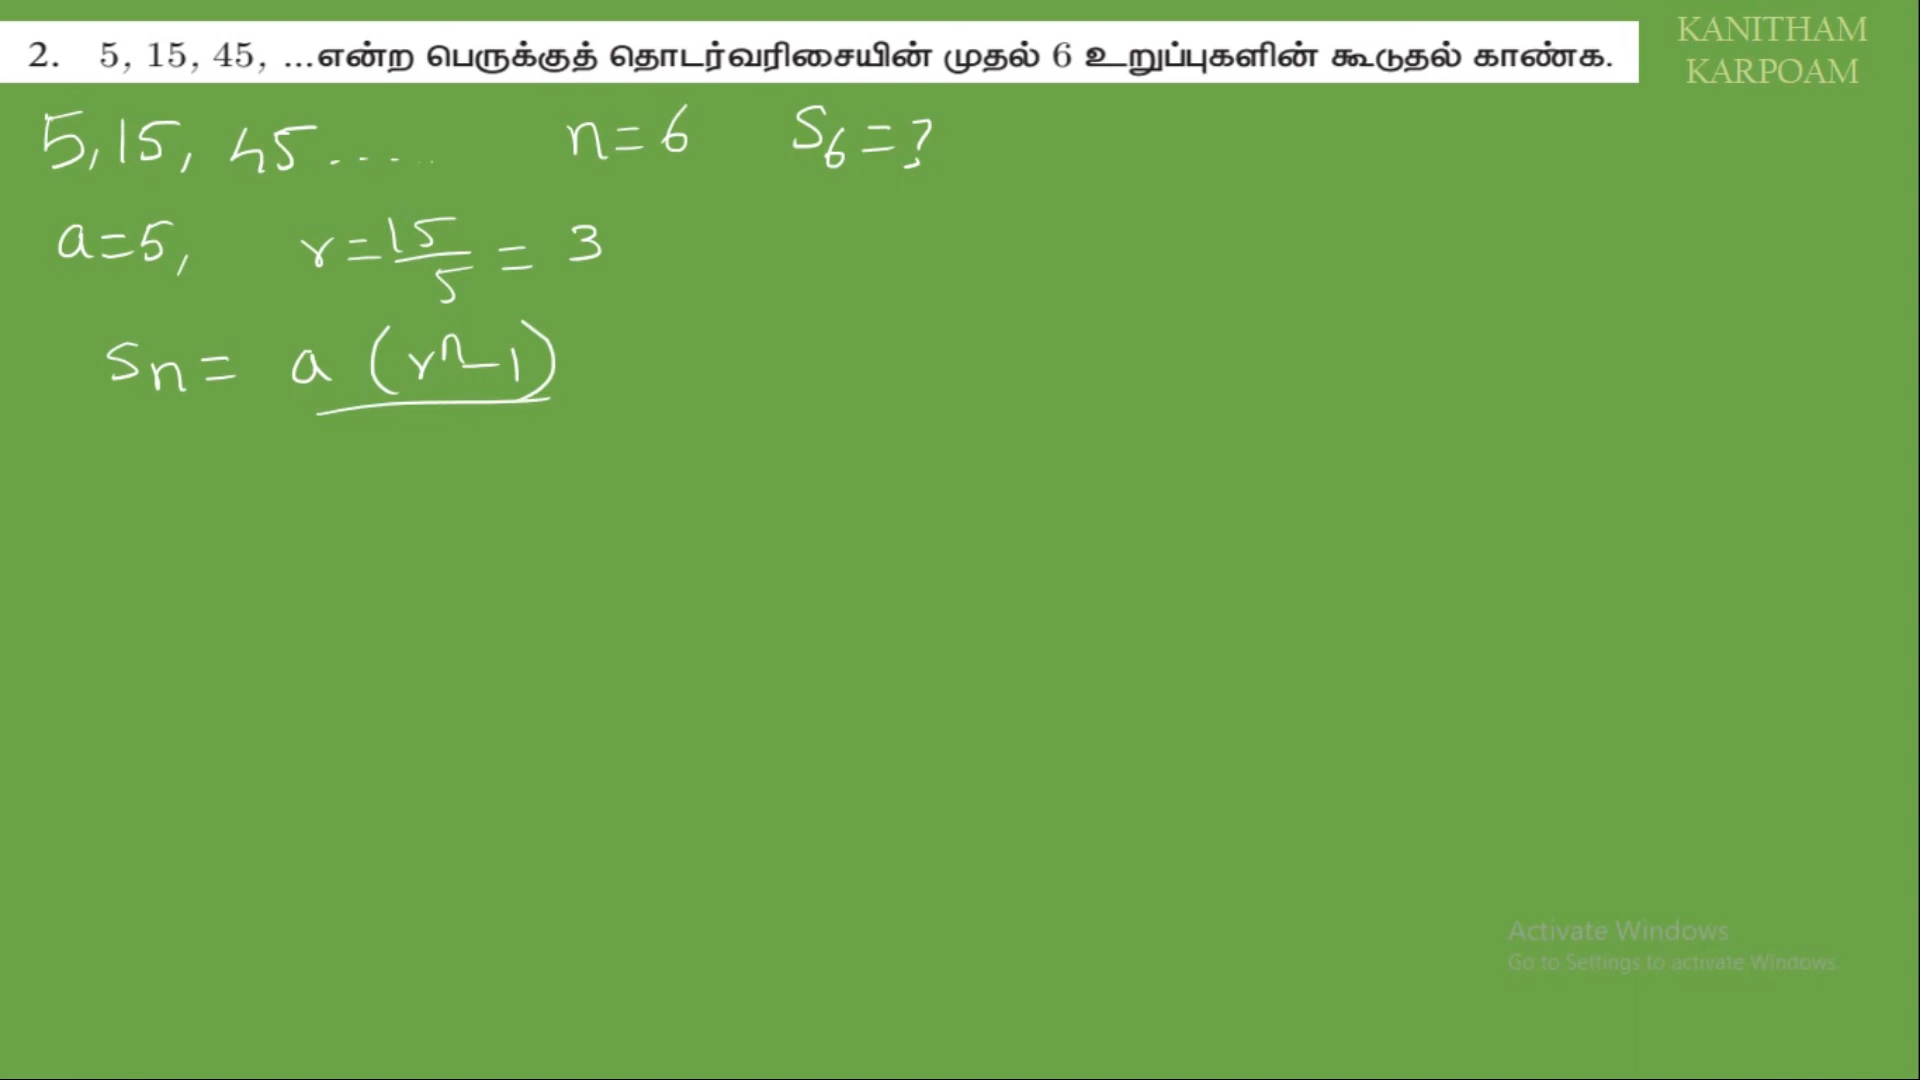 KANITHAM
KARPOAM
2. 5, 15, 45, ...என்ற பெருக்குத் தொடர்வரிசையின் முதல் 6 உறுப்புகளின் கூடுதல் காண்க.
5, 15, 45 ..... n = 6 S6 = ?
a = 5, r = 15/5 = 3
Sn = a (r^n - 1)
Activate Windows
Go to Settings to activate Windows.